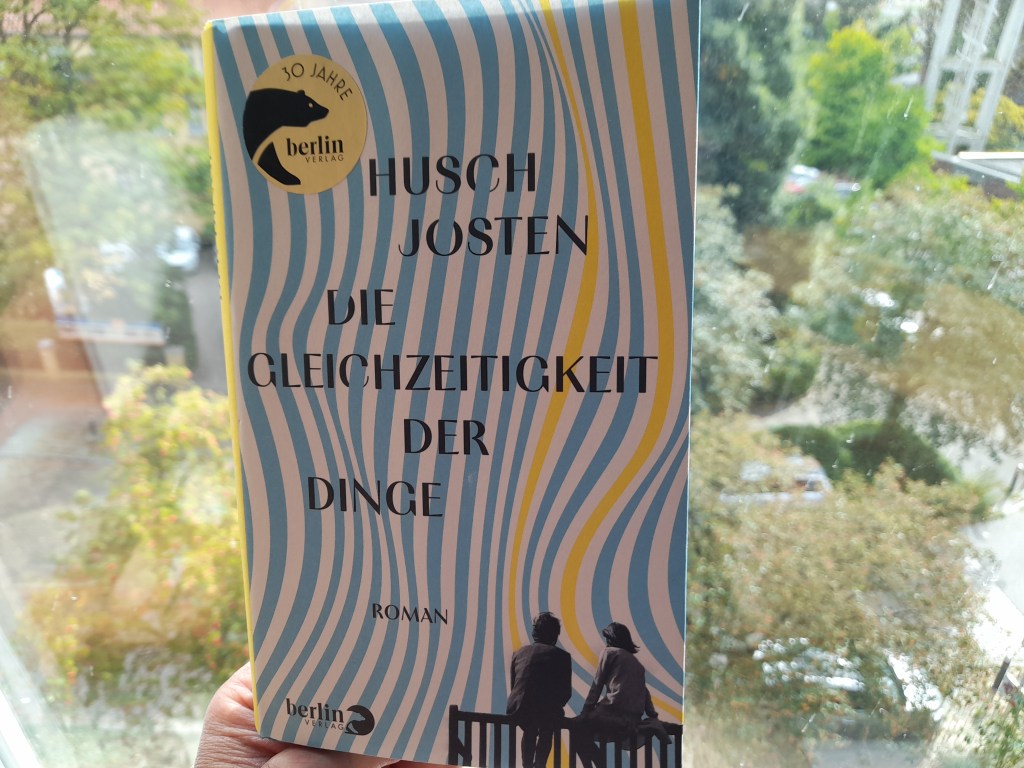 30 JAHRE
berlin
VERLAG
HUSCH
JOSTEN
DIE
GLEICHZEITIGKEIT
DER
DINGE
ROMAN
berlin
VERLAG